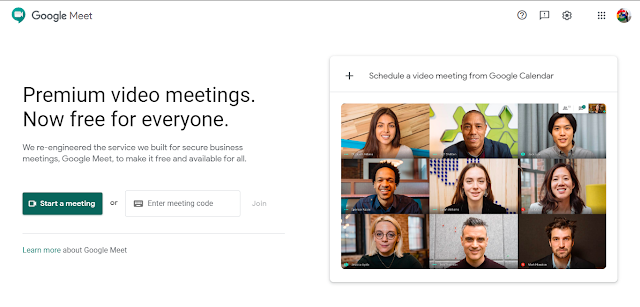 Google Meet
Schedule a video meeting from Google Calendar
Premium video meetings.
Now free for everyone.
We re-engineered the service we built for secure business
meetings, Google Meet, to make it free and available for all.
Start a meeting
or
Enter meeting code
Join
Learn more about Google Meet